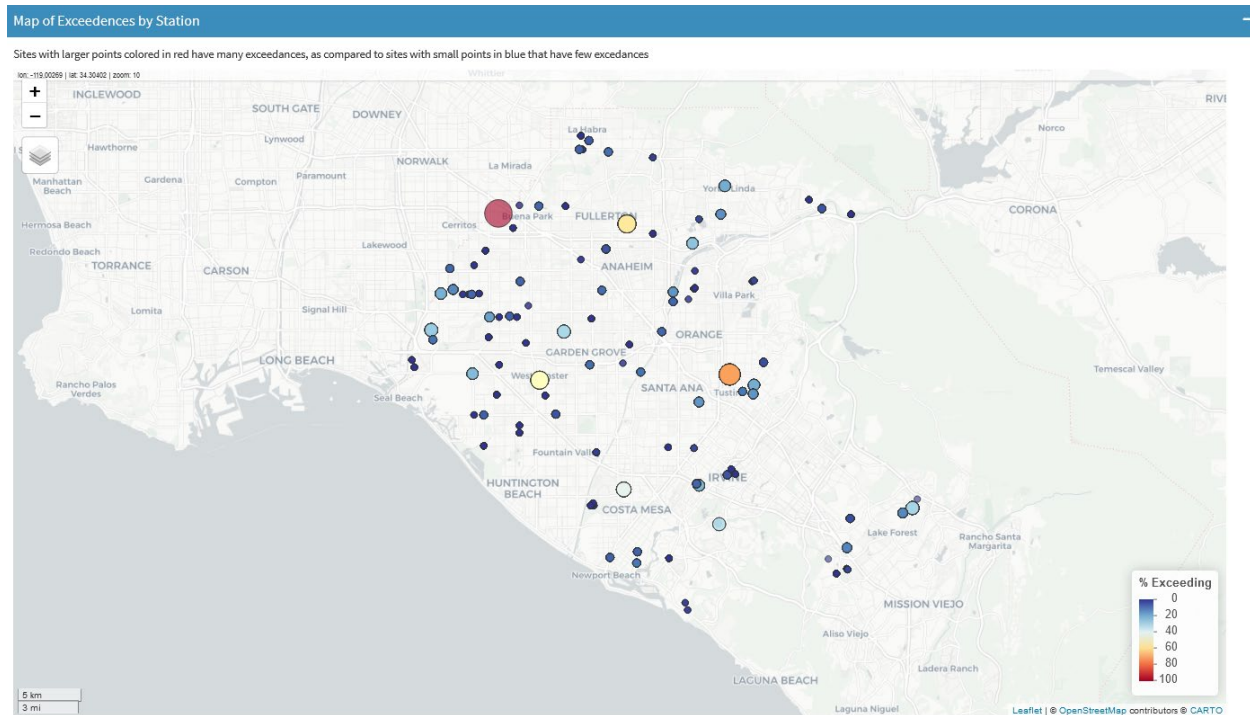 Map of Exceedences by Station
Sites with larger points colored in red have many exceedances, as compared to sites with small points in blue that have few excedances
lon: -119.00269 | lat: 34.30402 | zoom: 10
Whittier
+
−
INGLEWOOD
SOUTH GATE
DOWNEY
Lynwood
Hawthorne
La Habra
Norco
RIVE
NORWALK
La Mirada
Manhattan
Beach
Gardena
Compton
Paramount
Yorba Linda
Hermosa Beach
Cerritos
Buena Park
FULLERTON
CORONA
Redondo Beach
TORRANCE
CARSON
Lakewood
ANAHEIM
Lomita
Signal Hill
Villa Park
ORANGE
LONG BEACH
GARDEN GROVE
Rancho Palos
Verdes
Seal Beach
Westminster
SANTA ANA
Tustin
Temescal Valley
Fountain Valley
HUNTINGTON
BEACH
IRVINE
COSTA MESA
Lake Forest
Rancho Santa
Margarita
Newport Beach
MISSION VIEJO
Aliso Viejo
LAGUNA BEACH
Ladera Ranch
Laguna Niguel
% Exceeding
0
20
40
60
80
100
5 km
3 mi
Leaflet | © OpenStreetMap contributors © CARTO